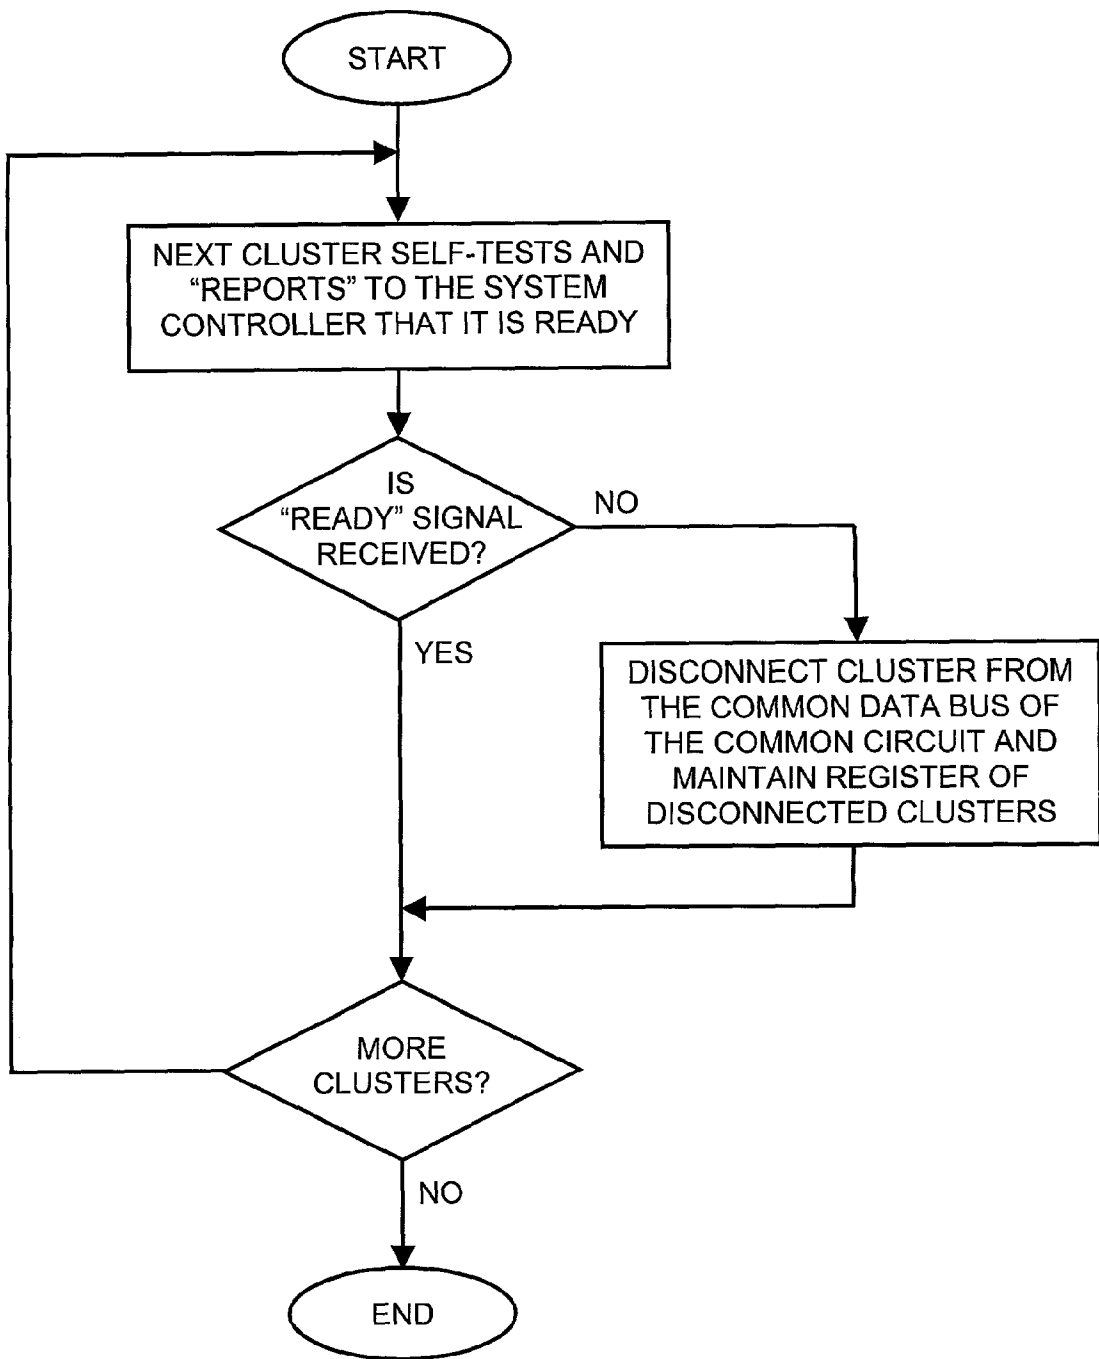 START
NEXT CLUSTER SELF-TESTS AND
“REPORTS” TO THE SYSTEM
CONTROLLER THAT IT IS READY
IS
“READY” SIGNAL
RECEIVED?
NO
YES
DISCONNECT CLUSTER FROM
THE COMMON DATA BUS OF
THE COMMON CIRCUIT AND
MAINTAIN REGISTER OF
DISCONNECTED CLUSTERS
MORE
CLUSTERS?
NO
END